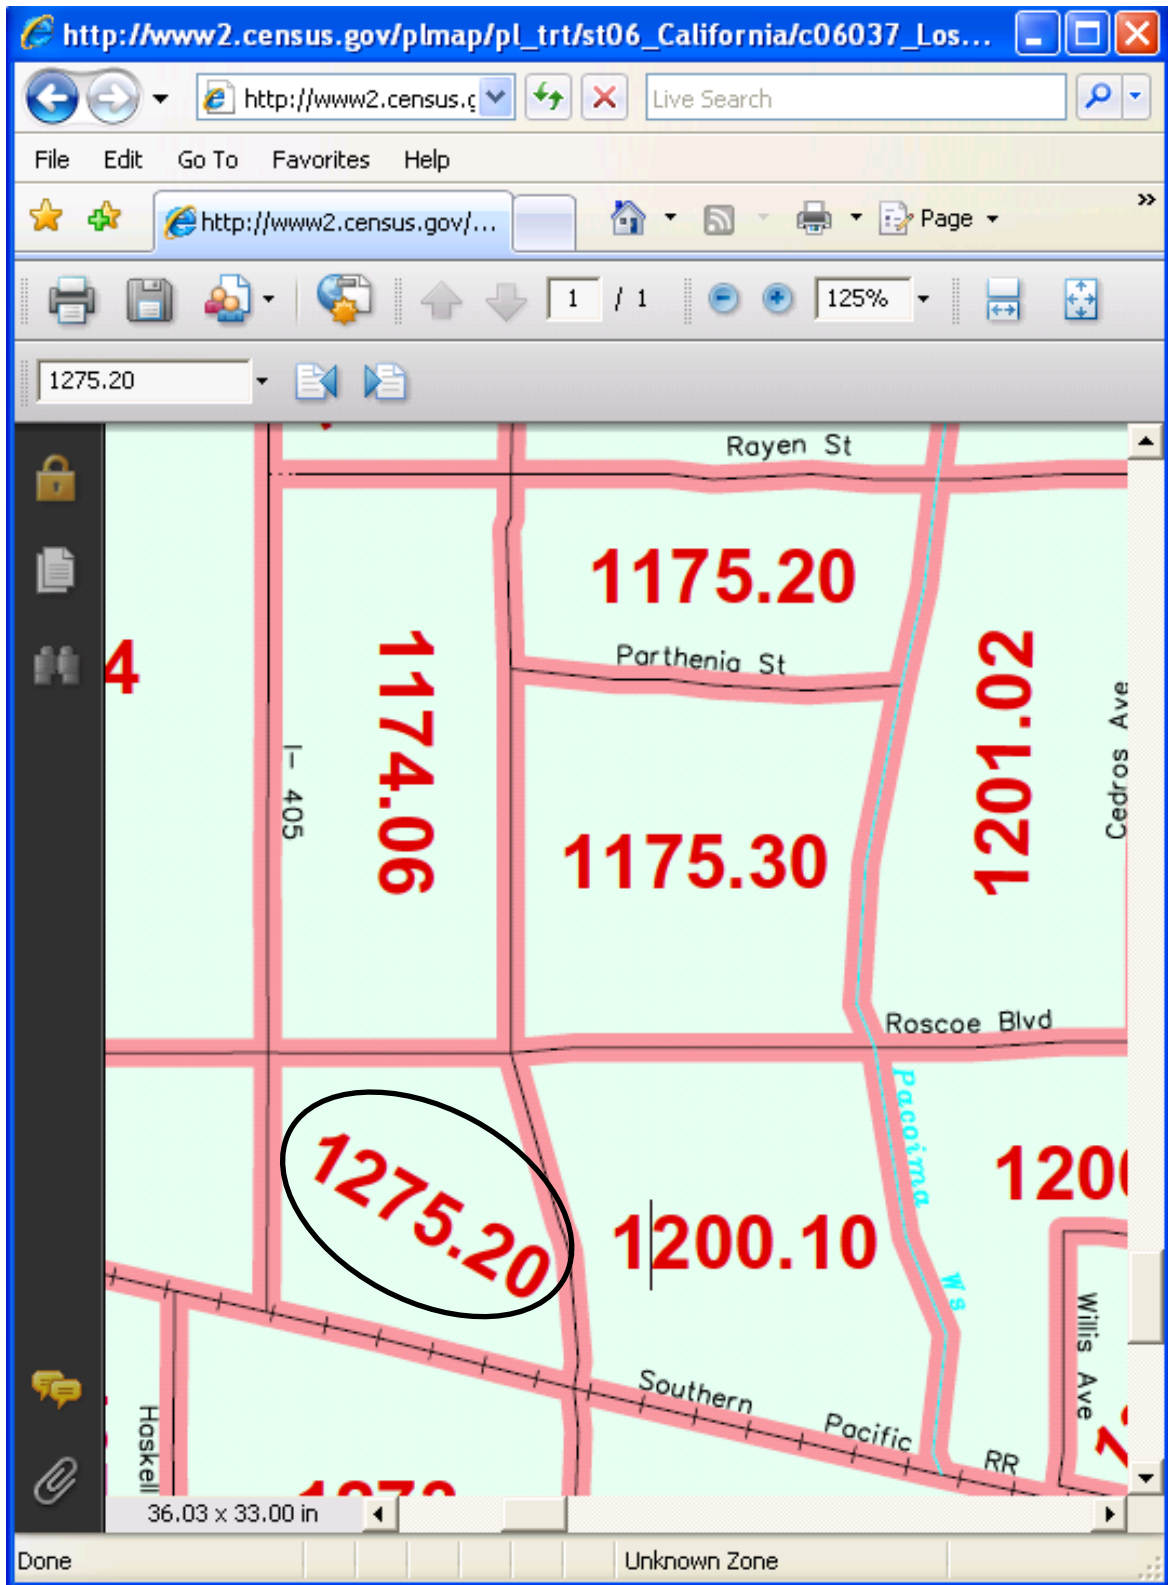 http://www2.census.gov/plmap/pl_trt/st06_California/c06037_Los...
http://www2.census.g
Live Search
File Edit Go To Favorites Help
http://www2.census.gov/...
Page
»
1 / 1
125%
1275.20
Rayen St
1175.20
Parthenia St
4
1174.06
1201.02
Cedros Ave
I- 405
1175.30
Roscoe Blvd
Pacoima
Ws
1275.20
1200.10
120
Willis Ave
Southern
Pacific
RR
Haskell
36.03 x 33.00 in
Done
Unknown Zone